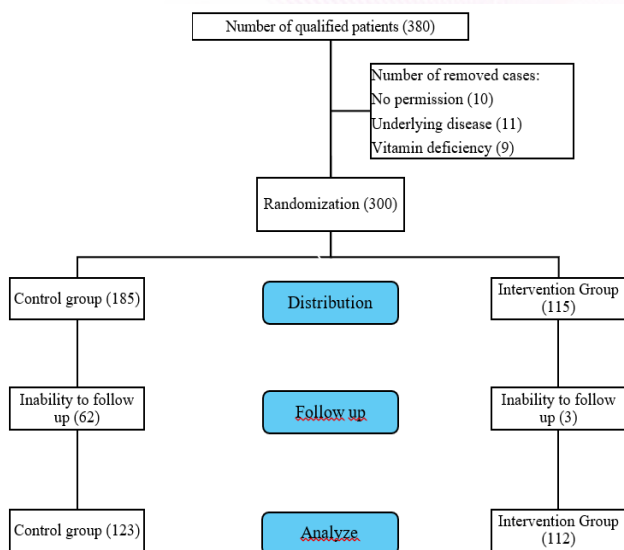 Number of qualified patients (380)
Number of removed cases:
No permission (10)
Underlying disease (11)
Vitamin deficiency (9)
Randomization (300)
Control group (185)
Distribution
Intervention Group
(115)
Inability to follow
up (62)
Follow up
Inability to follow
up (3)
Control group (123)
Analyze
Intervention Group
(112)